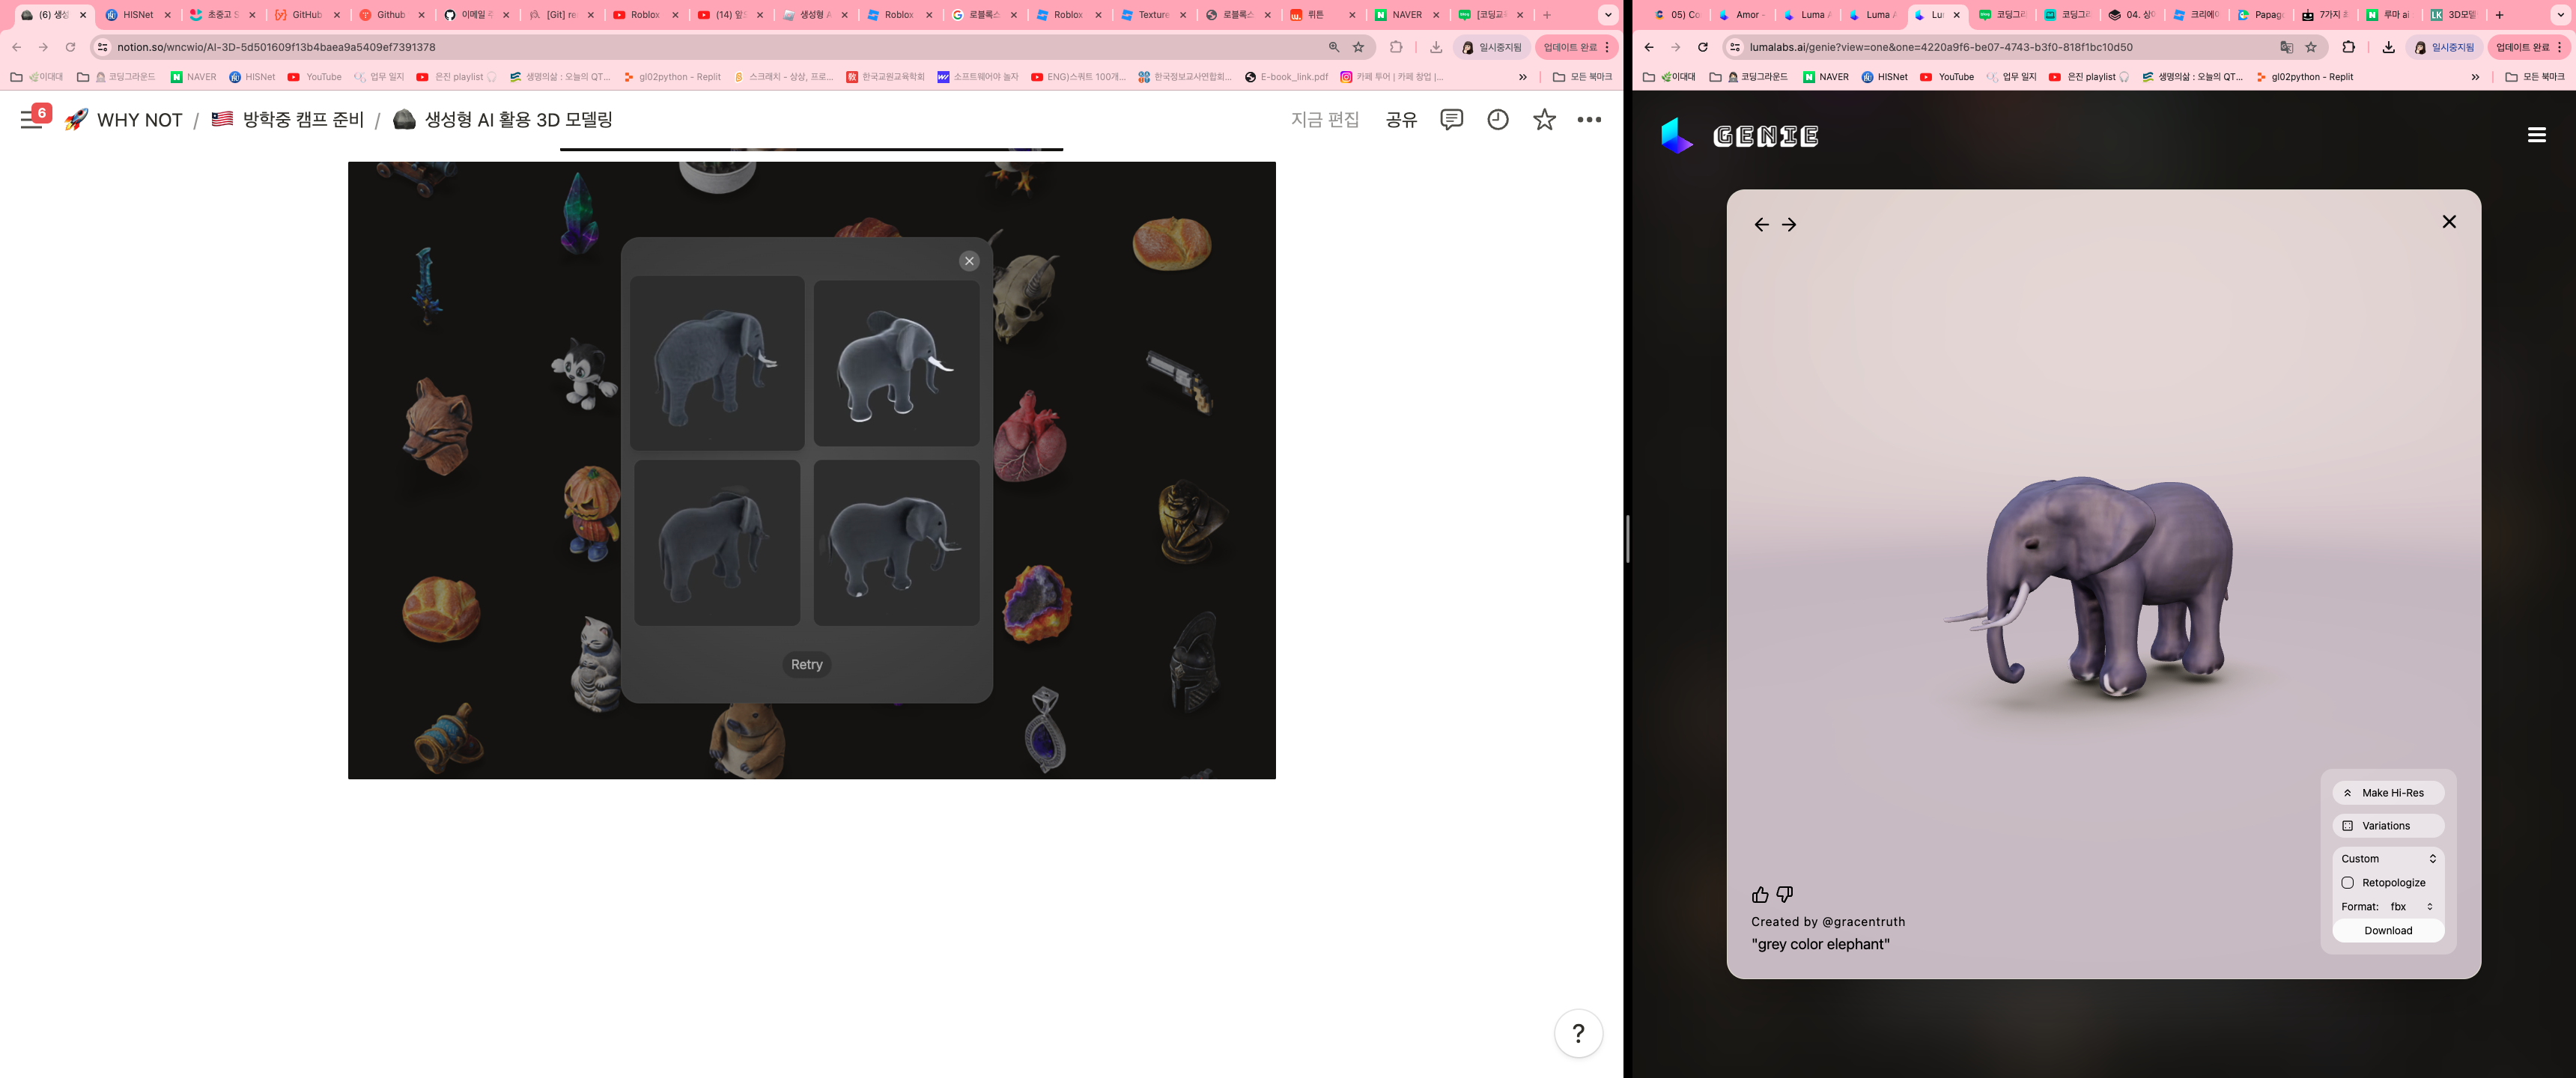 (6) 생성
HISNet
초중고 S
GitHub
Github
이메일
[Git] re
Roblox
(14) 앞
생성형 A
Roblox
로블록스
Roblox
Texture
로블록스
뤼튼
NAVER
[코딩교
notion.so/wncwio/AI-3D-5d501609f13b4baea9a5409ef7391378
일시중지됨
업데이트 완료
이대대
코딩그라운드
NAVER
HISNet
YouTube
업무 일지
은진 playlist
생명의삶 : 오늘의 QT...
gl02python - Replit
스크래치 - 상상, 프로...
한국교원교육학회
소프트웨어야 놀자
ENG)스쿼트 100개...
한국정보교사연합회...
E-book_link.pdf
카페 투어 | 카페 창업 |...
모든 북마크
6
WHY NOT / 방학중 캠프 준비 / 생성형 AI 활용 3D 모델링
지금 편집
공유
Retry
?
05) Co
Amor -
Luma A
Luma A
Lu
코딩그라
코딩그라
04. 상
크리에이
Papago
7가지 최
루마 ai
3D모델
lumalabs.ai/genie?view=one&one=4220a9f6-be07-4743-b3f0-818f1bc10d50
일시중지됨
업데이트 완료
이대대
코딩그라운드
NAVER
HISNet
YouTube
업무 일지
은진 playlist
생명의삶 : 오늘의 QT...
gl02python - Replit
모든 북마크
GENIE
Make Hi-Res
Variations
Custom
Retopologize
Format: fbx
Download
Created by @gracentruth
"grey color elephant"